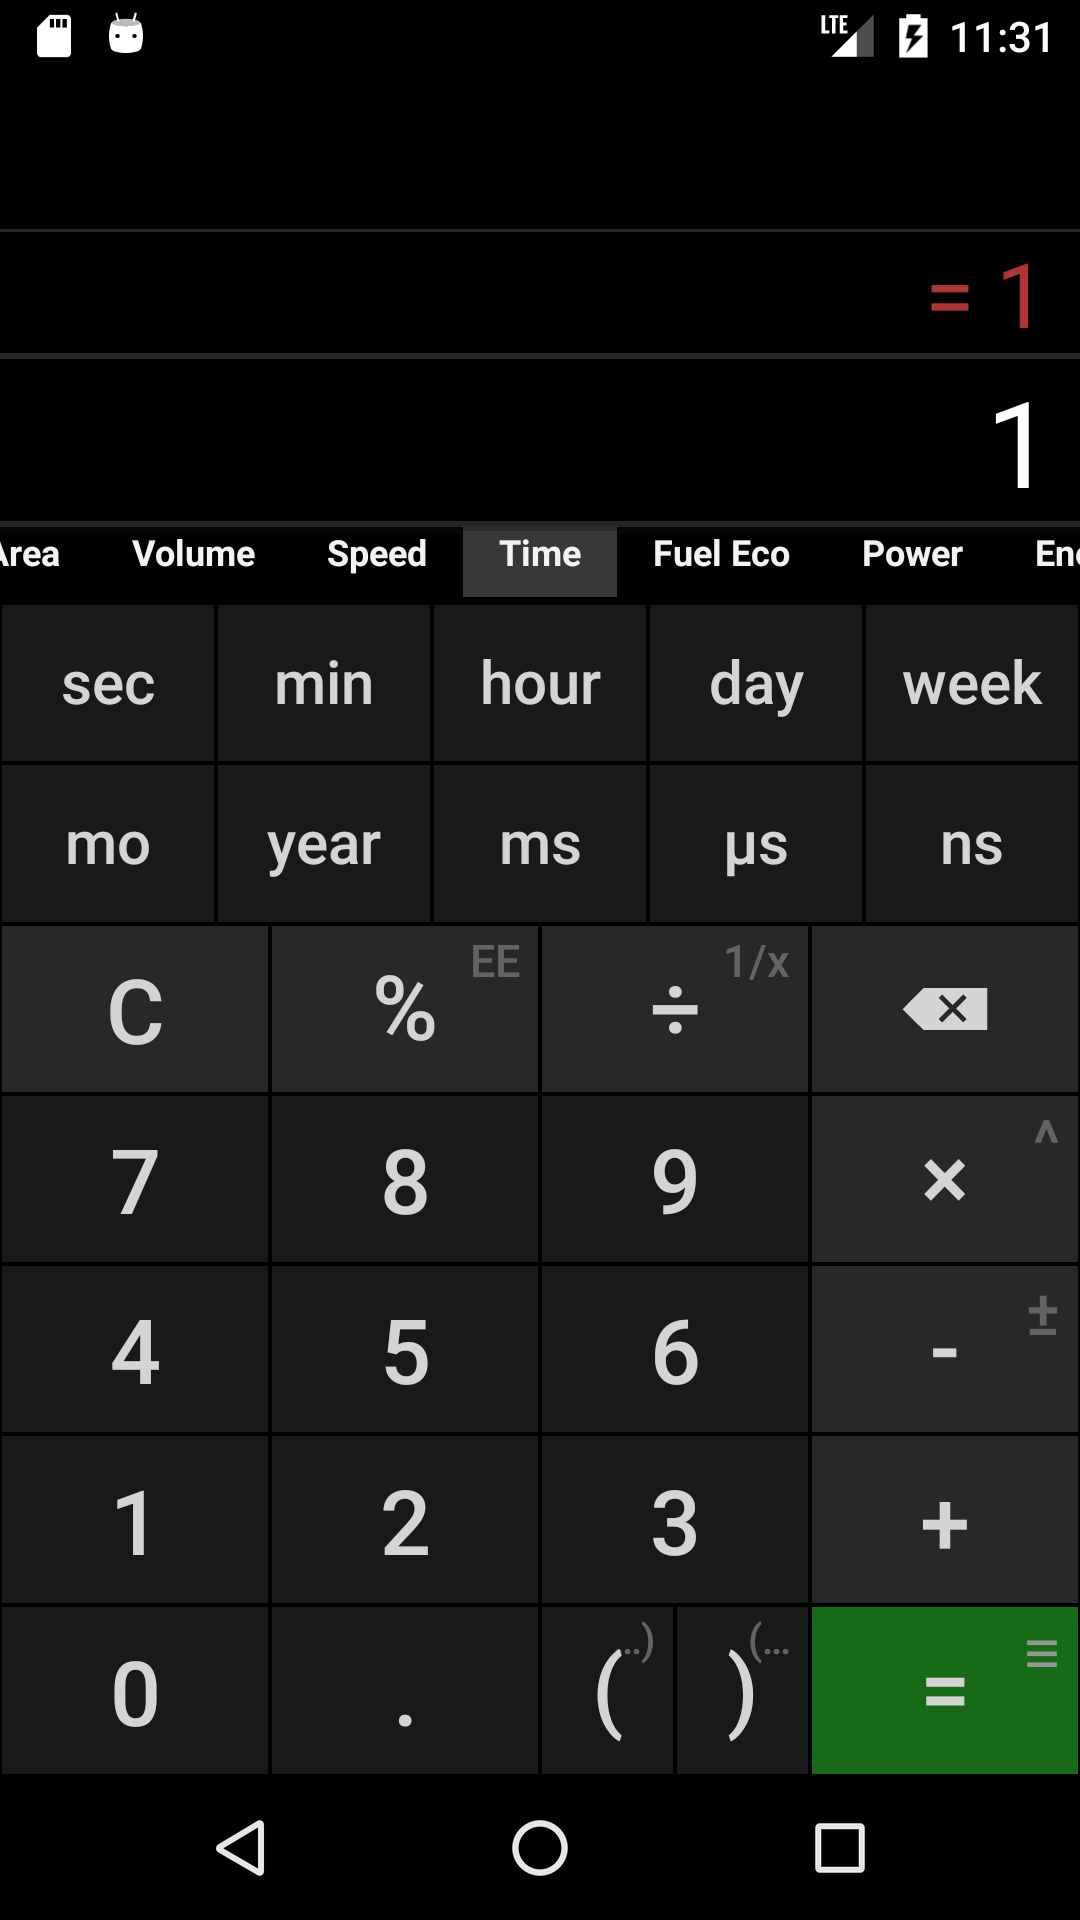 LTE 11:31
= 1
1
Area Volume Speed Time Fuel Eco Power
sec min hour day week
mo year ms µs ns
C % EE ÷ 1/x
7 8 9 × ^
4 5 6 - ±
1 2 3 +
0 . ( ..) ) (... = ≡